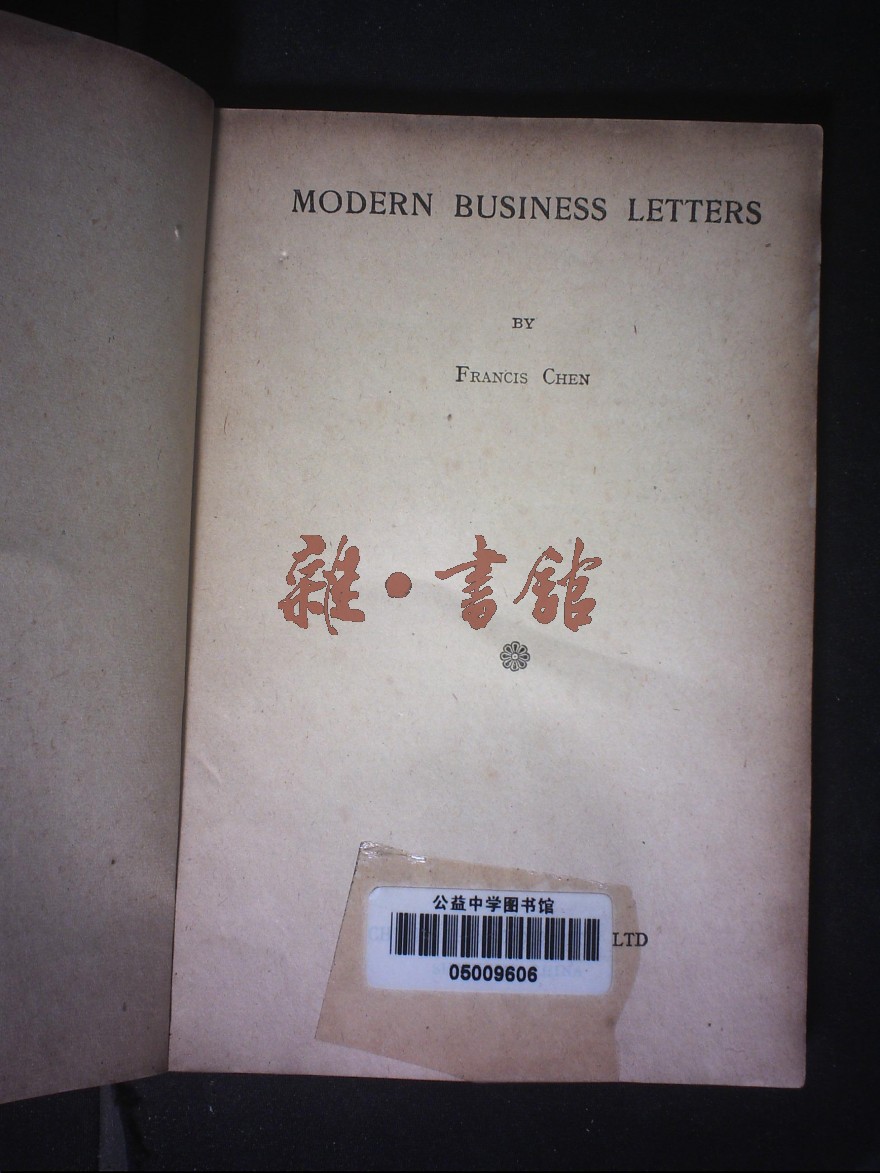 MODERN BUSINESS LETTERS
BY
FRANCIS CHEN
雜·書館
公益中学图书馆
LTD
05009606